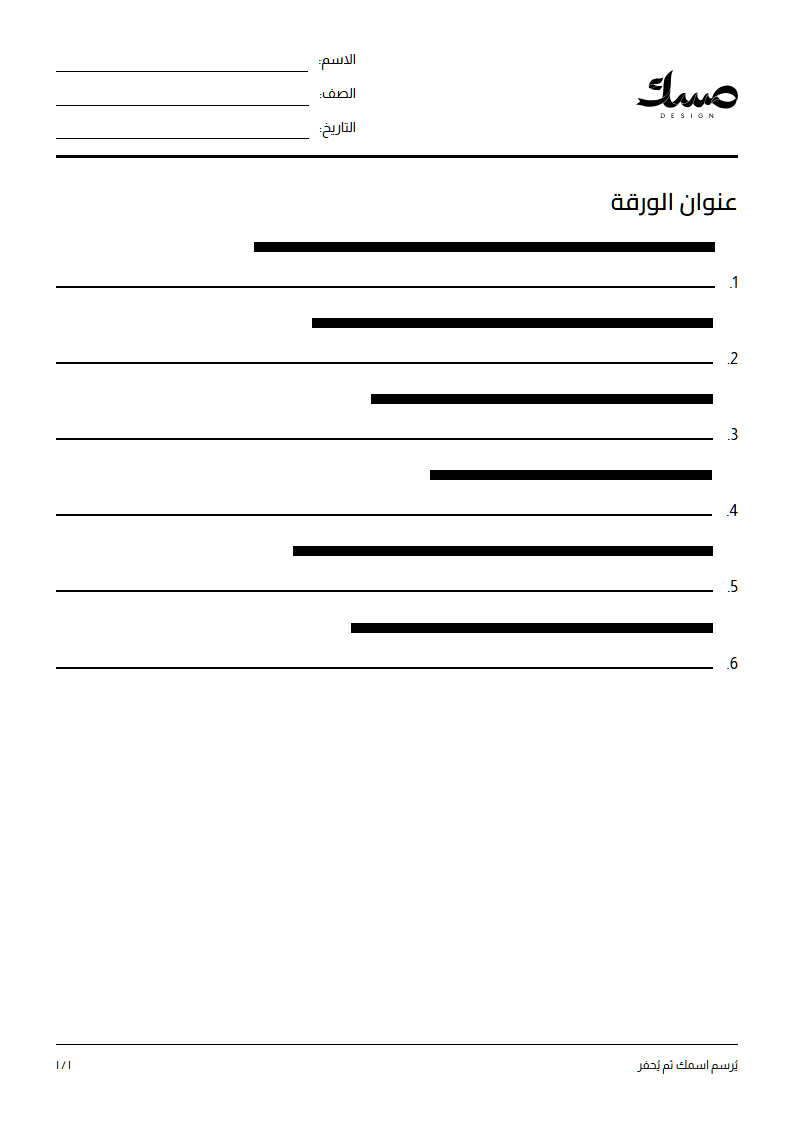 مسك
DESIGN
الاسم:
الصف:
التاريخ:
عنوان الورقة
1.
2.
3.
4.
5.
6.
يُرسم اسمك ثم يُحفر
١ / ١